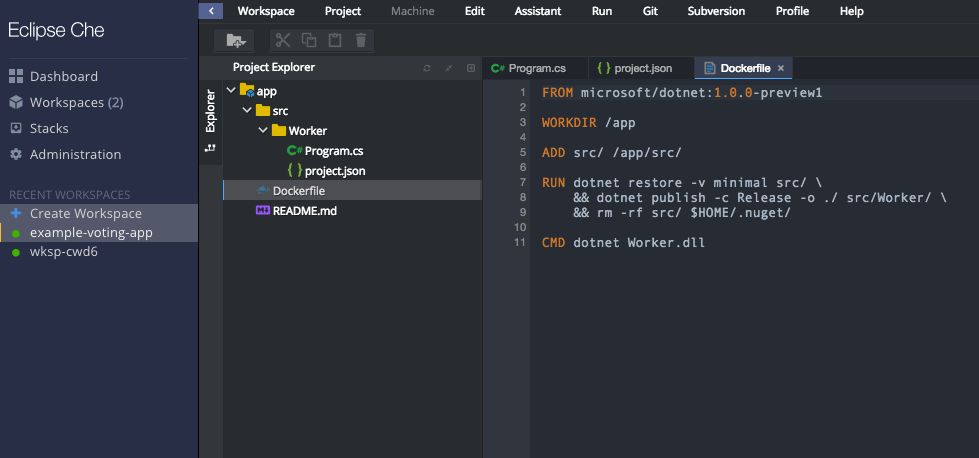 Eclipse Che
Dashboard
Workspaces (2)
Stacks
Administration
RECENT WORKSPACES
+ Create Workspace
example-voting-app
wksp-cwd6
< Workspace Project Machine Edit Assistant Run Git Subversion Profile Help
Explorer
Project Explorer
app
src
Worker
C# Program.cs
{ } project.json
Dockerfile
README.md
C# Program.cs { } project.json Dockerfile ×
1 FROM microsoft/dotnet:1.0.0-preview1
2
3 WORKDIR /app
4
5 ADD src/ /app/src/
6
7 RUN dotnet restore -v minimal src/ \
8 && dotnet publish -c Release -o ./ src/Worker/ \
9 && rm -rf src/ $HOME/.nuget/
10
11 CMD dotnet Worker.dll